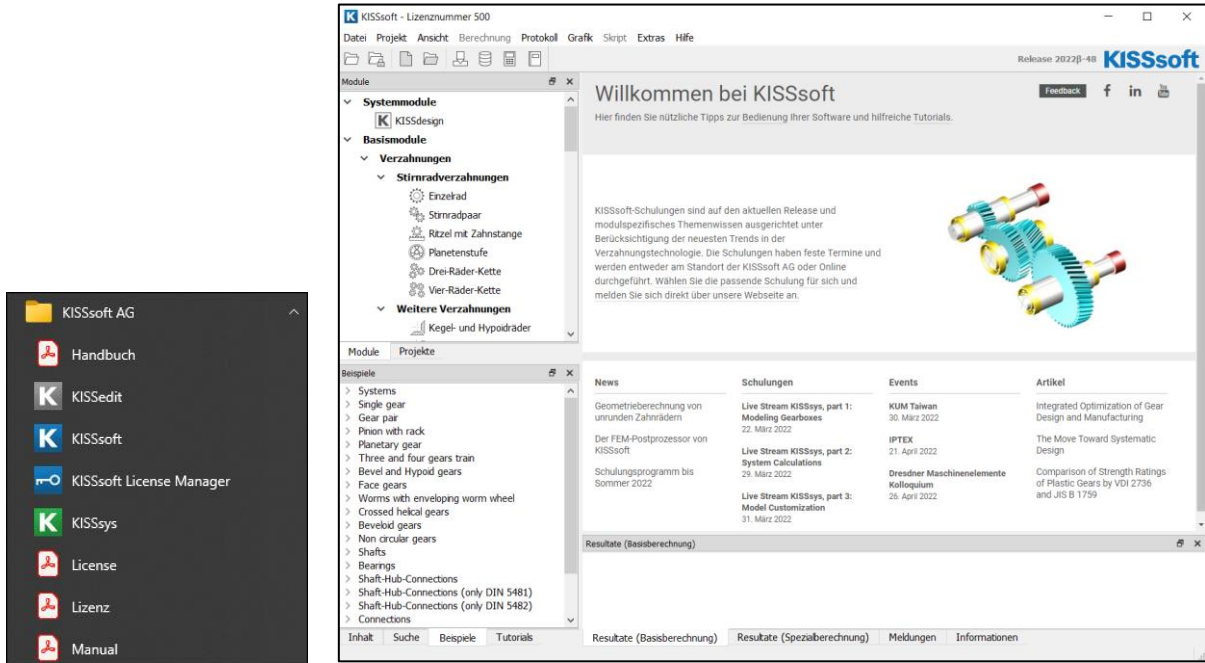 KISSsoft AG
Handbuch
KISSedit
KISSsoft
KISSsoft License Manager
KISSsys
License
Lizenz
Manual
KISSsoft - Lizenznummer 500
Datei Projekt Ansicht Berechnung Protokoll Grafik Skript Extras Hilfe
Release 2022β-48 KISSsoft
Module
Systemmodule
KISSdesign
Basismodule
Verzahnungen
Stirnradverzahnungen
Einzelrad
Stirnradpaar
Ritzel mit Zahnstange
Planetenstufe
Drei-Räder-Kette
Vier-Räder-Kette
Weitere Verzahnungen
Kegel- und Hypoidräder
Module Projekte
Beispiele
Systems
Single gear
Gear pair
Pinion with rack
Planetary gear
Three and four gears train
Bevel and Hypoid gears
Face gears
Worms with enveloping worm wheel
Crossed helical gears
Beveloid gears
Non circular gears
Shafts
Bearings
Shaft-Hub-Connections
Shaft-Hub-Connections (only DIN 5481)
Shaft-Hub-Connections (only DIN 5482)
Connections
Inhalt Suche Beispiele Tutorials
Willkommen bei KISSsoft
Feedback
Hier finden Sie nützliche Tipps zur Bedienung Ihrer Software und hilfreiche Tutorials.
KISSsoft-Schulungen sind auf den aktuellen Release und
modulspezifisches Themenwissen ausgerichtet unter
Berücksichtigung der neuesten Trends in der
Verzahnungstechnologie. Die Schulungen haben feste Termine und
werden entweder am Standort der KISSsoft AG oder Online
durchgeführt. Wählen Sie die passende Schulung für sich und
melden Sie sich direkt über unsere Webseite an.
News
Geometrieberechnung von
unrunden Zahnrädern
Der FEM-Postprozessor von
KISSsoft
Schulungsprogramm bis
Sommer 2022
Schulungen
Live Stream KISSsys, part 1:
Modeling Gearboxes
22. März 2022
Live Stream KISSsys, part 2:
System Calculations
29. März 2022
Live Stream KISSsys, part 3:
Model Customization
31. März 2022
Events
KUM Taiwan
30. März 2022
IPTEX
21. April 2022
Dresdner Maschinenelemente
Kolloquium
26. April 2022
Artikel
Integrated Optimization of Gear
Design and Manufacturing
The Move Toward Systematic
Design
Comparison of Strength Ratings
of Plastic Gears by VDI 2736
and JIS B 1759
Resultate (Basisberechnung)
Resultate (Basisberechnung) Resultate (Spezialberechnung) Meldungen Informationen